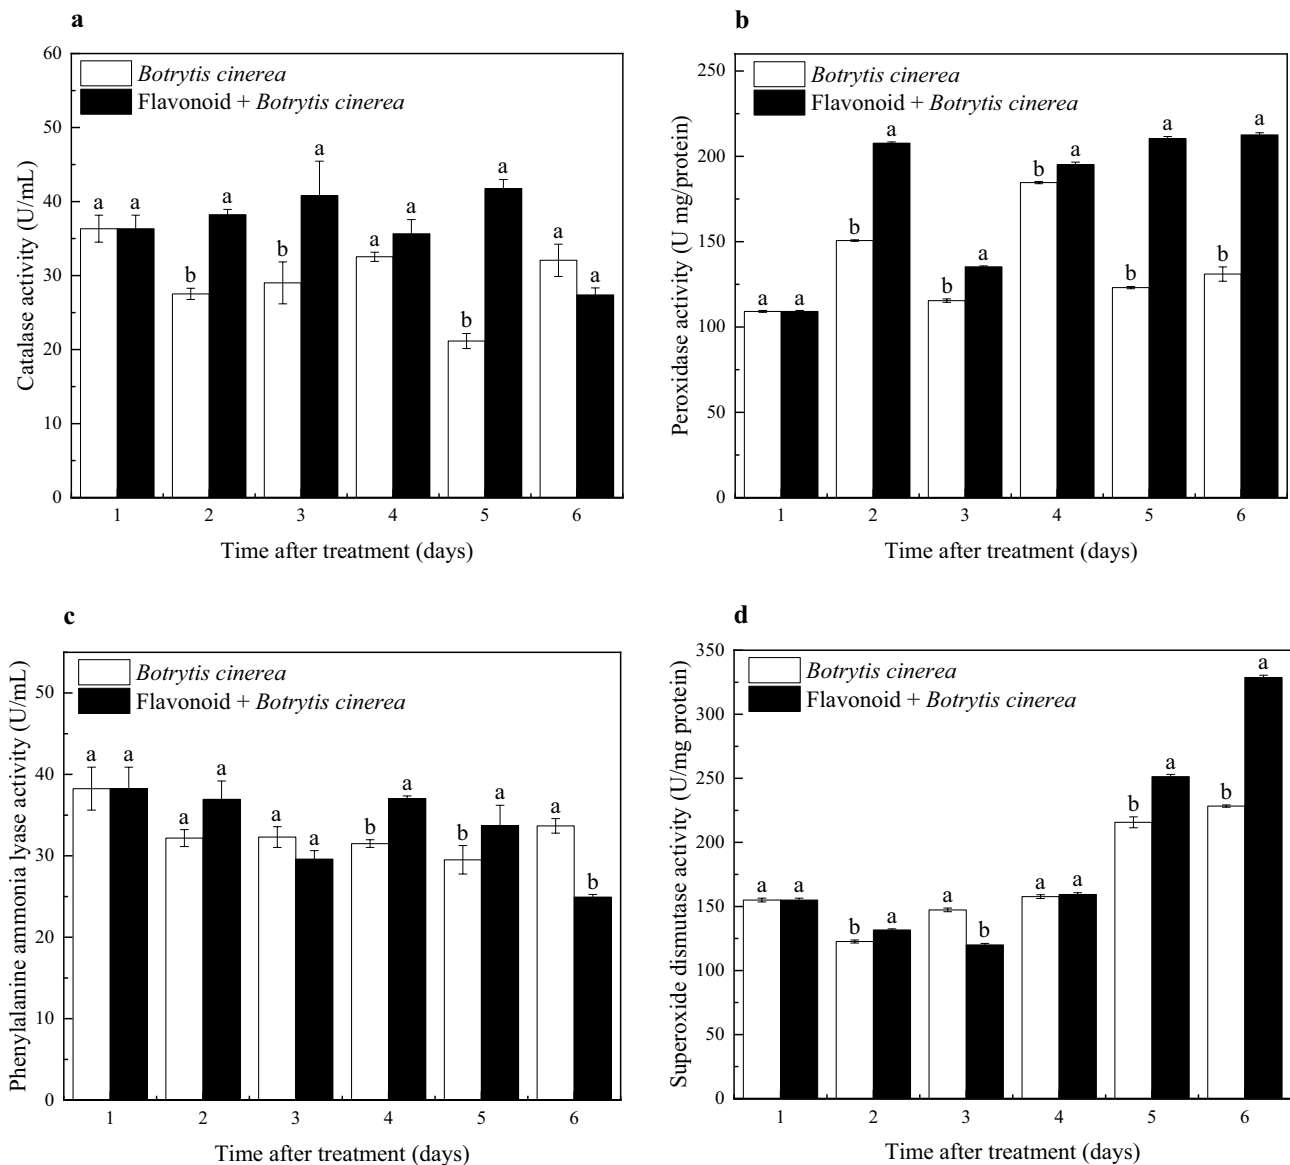 a
60
50
40
30
20
10
0
Catalase activity (U/mL)
Botrytis cinerea
Flavonoid + Botrytis cinerea
a a b a b a a a b a a a
1 2 3 4 5 6
Time after treatment (days)
b
250
200
150
100
50
0
Peroxidase activity (U mg/protein)
Botrytis cinerea
Flavonoid + Botrytis cinerea
a a b a b a b a b a b a
1 2 3 4 5 6
Time after treatment (days)
c
50
40
30
20
10
0
Phenylalanine ammonia lyase activity (U/mL)
Botrytis cinerea
Flavonoid + Botrytis cinerea
a a a a a a b a b a a b
1 2 3 4 5 6
Time after treatment (days)
d
350
300
250
200
150
100
50
0
Superoxide dismutase activity (U/mg protein)
Botrytis cinerea
Flavonoid + Botrytis cinerea
a a b a a b a a b a b a
1 2 3 4 5 6
Time after treatment (days)